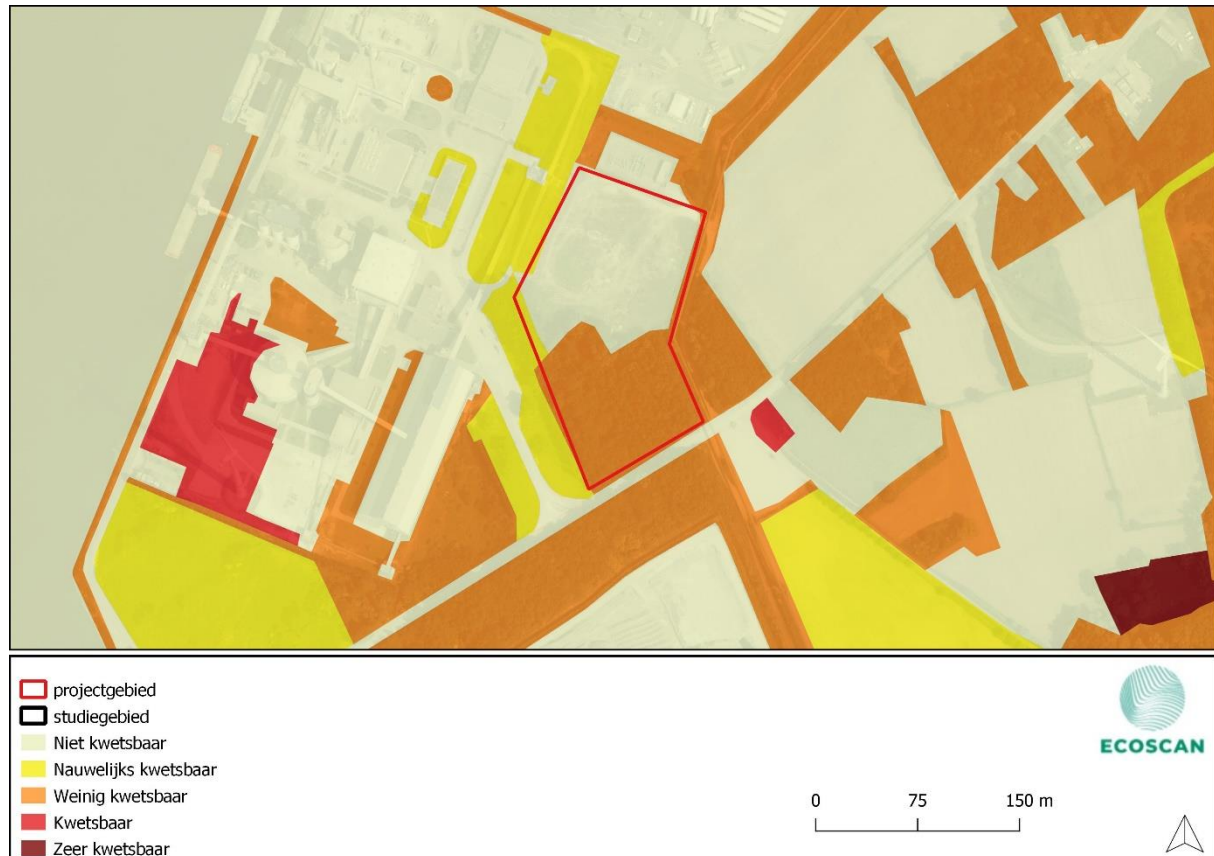 projectgebied
studiegebied
Niet kwetsbaar
Nauwelijks kwetsbaar
Weinig kwetsbaar
Kwetsbaar
Zeer kwetsbaar
0 75 150 m
ECOSCAN